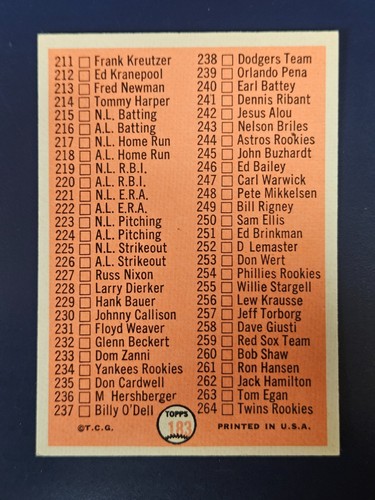 211 Frank Kreutzer
212 Ed Kranepool
213 Fred Newman
214 Tommy Harper
215 N.L. Batting
216 A.L. Batting
217 N.L. Home Run
218 A.L. Home Run
219 N.L. R.B.I.
220 A.L. R.B.I.
221 N.L. E.R.A.
222 A.L. E.R.A.
223 N.L. Pitching
224 A.L. Pitching
225 N.L. Strikeout
226 A.L. Strikeout
227 Russ Nixon
228 Larry Dierker
229 Hank Bauer
230 Johnny Callison
231 Floyd Weaver
232 Glenn Beckert
233 Dom Zanni
234 Yankees Rookies
235 Don Cardwell
236 M Hershberger
237 Billy O'Dell
238 Dodgers Team
239 Orlando Pena
240 Earl Battey
241 Dennis Ribant
242 Jesus Alou
243 Nelson Briles
244 Astros Rookies
245 John Buzhardt
246 Ed Bailey
247 Carl Warwick
248 Pete Mikkelsen
249 Bill Rigney
250 Sam Ellis
251 Ed Brinkman
252 D Lemaster
253 Don Wert
254 Phillies Rookies
255 Willie Stargell
256 Lew Krausse
257 Jeff Torborg
258 Dave Giusti
259 Red Sox Team
260 Bob Shaw
261 Ron Hansen
262 Jack Hamilton
263 Tom Egan
264 Twins Rookies
©T.C.G.
TOPPS
183
PRINTED IN U.S.A.